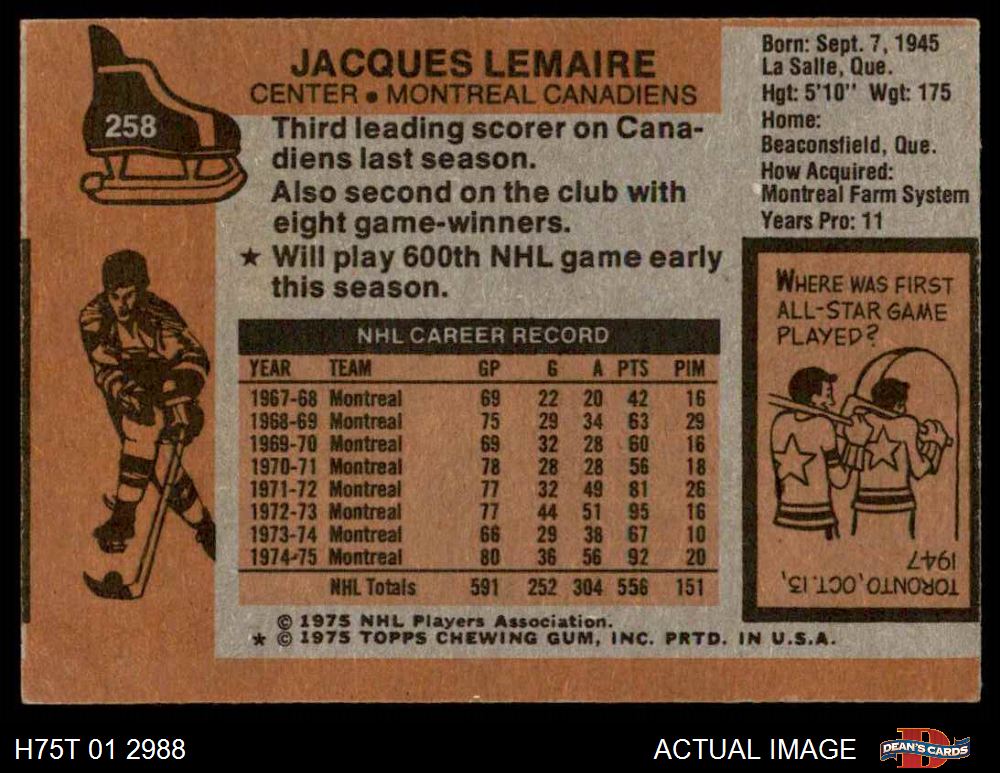 258
JACQUES LEMAIRE
CENTER • MONTREAL CANADIENS
Third leading scorer on Cana-
diens last season.
Also second on the club with
eight game-winners.
★ Will play 600th NHL game early
this season.
Born: Sept. 7, 1945
La Salle, Que.
Hgt: 5'10" Wgt: 175
Home:
Beaconsfield, Que.
How Acquired:
Montreal Farm System
Years Pro: 11
NHL CAREER RECORD
YEAR TEAM GP G A PTS PIM
1967-68 Montreal 69 22 20 42 16
1968-69 Montreal 75 29 34 63 29
1969-70 Montreal 69 32 28 60 16
1970-71 Montreal 78 28 28 56 18
1971-72 Montreal 77 32 49 81 26
1972-73 Montreal 77 44 51 95 16
1973-74 Montreal 66 29 38 67 10
1974-75 Montreal 80 36 56 92 20
NHL Totals 591 252 304 556 151
WHERE WAS FIRST
ALL-STAR GAME
PLAYED?
TORONTO, OCT. 13,
1947
© 1975 NHL Players Association.
★ © 1975 TOPPS CHEWING GUM, INC. PRTD. IN U.S.A.
H75T 01 2988
ACTUAL IMAGE
DEAN'S CARDS